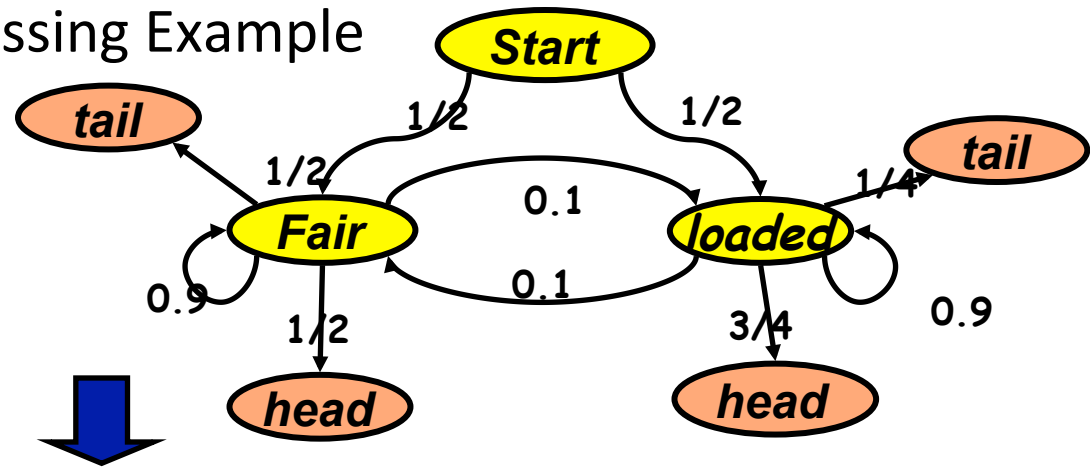 ssing Example
Start
tail
1/2
1/2
tail
1/2
1/4
0.1
Fair
loaded
0.1
0.9
0.9
1/2
3/4
head
head